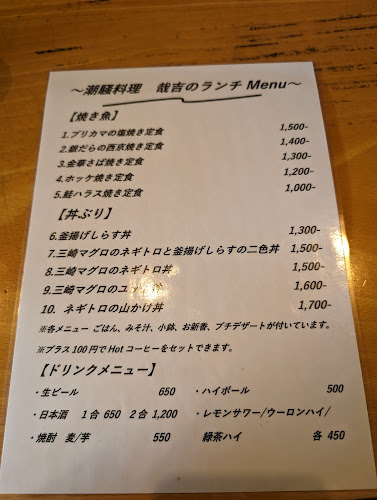 ～潮騒料理　哉吉のランチ Menu～
【焼き魚】
1.ブリカマの塩焼き定食 1,500-
2.銀だらの西京焼き定食 1,400-
3.金華さば焼き定食 1,300-
4.ホッケ焼き定食 1,200-
5.鮭ハラス焼き定食 1,000-
【丼ぶり】
6.釜揚げしらす丼 1,300-
7.三崎マグロのネギトロと釜揚げしらすの二色丼 1,500-
8.三崎マグロのネギトロ丼 1,500-
9.三崎マグロのユッ 1,600-
10. ネギトロの山かけ丼 1,700-
※各メニュー ごはん、みそ汁、小鉢、お新香、プチデザートが付いています。
※プラス100円で Hot コーヒーをセットできます。
【ドリンクメニュー】
・生ビール 650 ・ハイボール 500
・日本酒 1合 650 2合 1,200 ・レモンサワー/ウーロンハイ/
・焼酎 麦/芋 550 緑茶ハイ 各 450